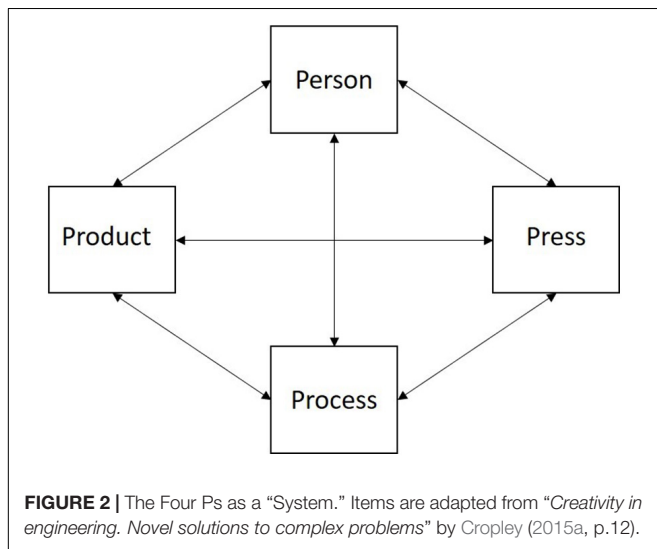 Person
Product
Press
Process
FIGURE 2 | The Four Ps as a “System.” Items are adapted from “Creativity in
engineering. Novel solutions to complex problems” by Cropley (2015a, p.12).